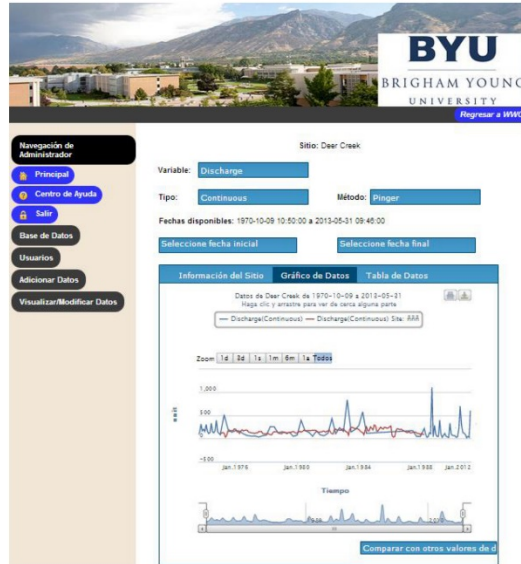 BYU
BRIGHAM YOUNG
UNIVERSITY
Regresar a WWO
Navegación de
Administrador
Principal
Centro de Ayuda
Salir
Base de Datos
Usuarios
Adicionar Datos
Visualizar/Modificar Datos
Sitio: Deer Creek
Variable: Discharge
Tipo: Continuous Método: Pinger
Fechas disponibles: 1970-10-09 10:50:00 a 2013-05-31 09:46:00
Seleccione fecha inicial Seleccione fecha final
Información del Sitio Gráfico de Datos Tabla de Datos
Datos de Deer Creek de 1970-10-09 a 2013-05-31
Haga clic y arrastre para ver de cerca alguna parte
Discharge(Continuous) Discharge(Continuous) Site: AAA
Zoom 1d 3d 1s 1m 6m 1a Todos
1,000
500
0
-500
unit
Jan.1976 Jan.1980 Jan.1984 Jan.1988 Jan.2012
Tiempo
Comparar con otros valores de d